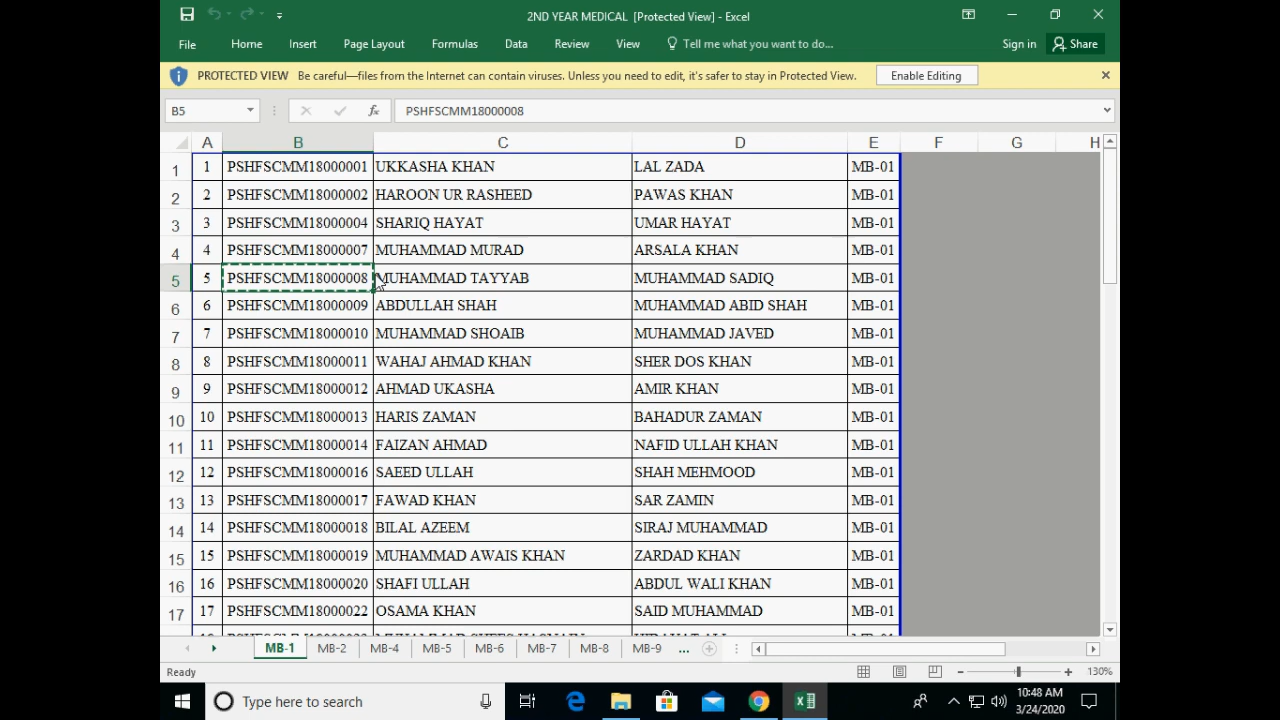 2ND YEAR MEDICAL [Protected View] - Excel
File Home Insert Page Layout Formulas Data Review View Tell me what you want to do... Sign in Share
PROTECTED VIEW Be careful—files from the Internet can contain viruses. Unless you need to edit, it's safer to stay in Protected View. Enable Editing
B5 fx PSHFSCMM18000008
A B C D E F G H
1 1 PSHFSCMM18000001 UKKASHA KHAN LAL ZADA MB-01
2 2 PSHFSCMM18000002 HAROON UR RASHEED PAWAS KHAN MB-01
3 3 PSHFSCMM18000004 SHARIQ HAYAT UMAR HAYAT MB-01
4 4 PSHFSCMM18000007 MUHAMMAD MURAD ARSALA KHAN MB-01
5 5 PSHFSCMM18000008 MUHAMMAD TAYYAB MUHAMMAD SADIQ MB-01
6 6 PSHFSCMM18000009 ABDULLAH SHAH MUHAMMAD ABID SHAH MB-01
7 7 PSHFSCMM18000010 MUHAMMAD SHOAIB MUHAMMAD JAVED MB-01
8 8 PSHFSCMM18000011 WAHAJ AHMAD KHAN SHER DOS KHAN MB-01
9 9 PSHFSCMM18000012 AHMAD UKASHA AMIR KHAN MB-01
10 10 PSHFSCMM18000013 HARIS ZAMAN BAHADUR ZAMAN MB-01
11 11 PSHFSCMM18000014 FAIZAN AHMAD NAFID ULLAH KHAN MB-01
12 12 PSHFSCMM18000016 SAEED ULLAH SHAH MEHMOOD MB-01
13 13 PSHFSCMM18000017 FAWAD KHAN SAR ZAMIN MB-01
14 14 PSHFSCMM18000018 BILAL AZEEM SIRAJ MUHAMMAD MB-01
15 15 PSHFSCMM18000019 MUHAMMAD AWAIS KHAN ZARDAD KHAN MB-01
16 16 PSHFSCMM18000020 SHAFI ULLAH ABDUL WALI KHAN MB-01
17 17 PSHFSCMM18000022 OSAMA KHAN SAID MUHAMMAD MB-01
MB-1 MB-2 MB-4 MB-5 MB-6 MB-7 MB-8 MB-9 ...
Ready 130%
Type here to search 10:48 AM
3/24/2020